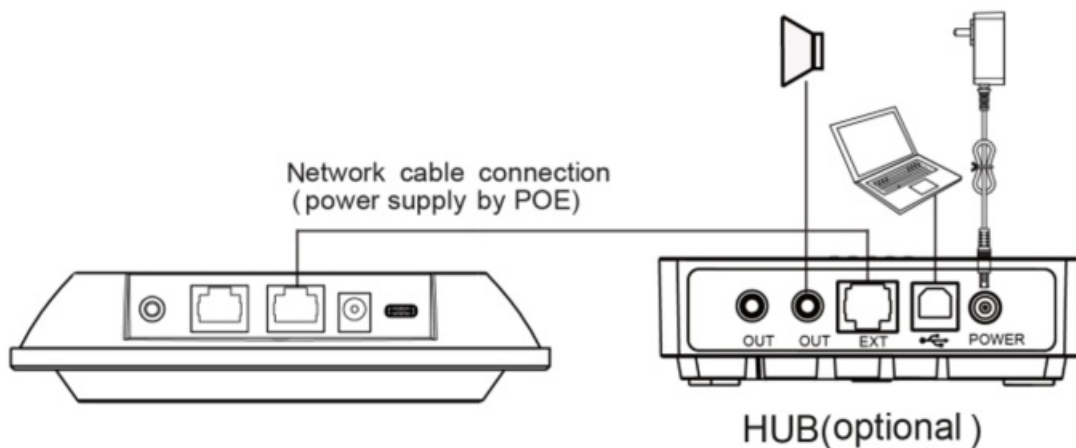 Network cable connection
(power supply by POE)
OUT OUT EXT POWER
HUB(optional)